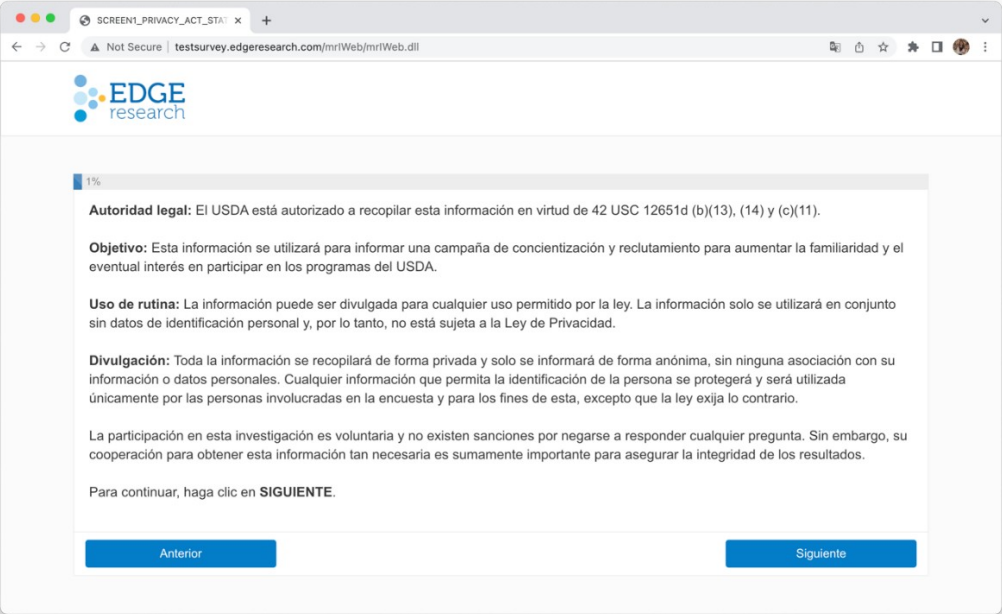 SCREEN1_PRIVACY_ACT_STAT
Not Secure | testsurvey.edgeresearch.com/mrIWeb/mrIWeb.dll
EDGE
research
1%
Autoridad legal: El USDA está autorizado a recopilar esta información en virtud de 42 USC 12651d (b)(13), (14) y (c)(11).
Objetivo: Esta información se utilizará para informar una campaña de concientización y reclutamiento para aumentar la familiaridad y el
eventual interés en participar en los programas del USDA.
Uso de rutina: La información puede ser divulgada para cualquier uso permitido por la ley. La información solo se utilizará en conjunto
sin datos de identificación personal y, por lo tanto, no está sujeta a la Ley de Privacidad.
Divulgación: Toda la información se recopilará de forma privada y solo se informará de forma anónima, sin ninguna asociación con su
información o datos personales. Cualquier información que permita la identificación de la persona se protegerá y será utilizada
únicamente por las personas involucradas en la encuesta y para los fines de esta, excepto que la ley exija lo contrario.
La participación en esta investigación es voluntaria y no existen sanciones por negarse a responder cualquier pregunta. Sin embargo, su
cooperación para obtener esta información tan necesaria es sumamente importante para asegurar la integridad de los resultados.
Para continuar, haga clic en SIGUIENTE.
Anterior
Siguiente